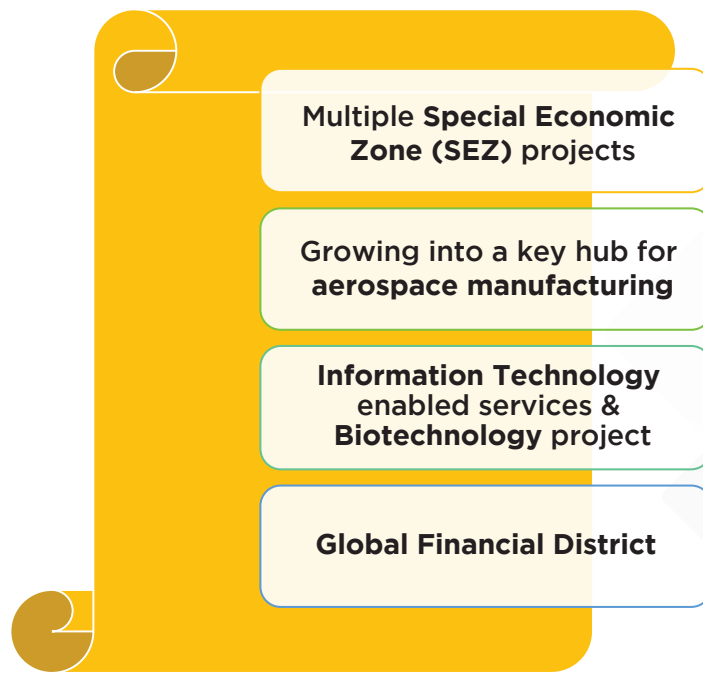 Multiple Special Economic
Zone (SEZ) projects
Growing into a key hub for
aerospace manufacturing
Information Technology
enabled services &
Biotechnology project
Global Financial District